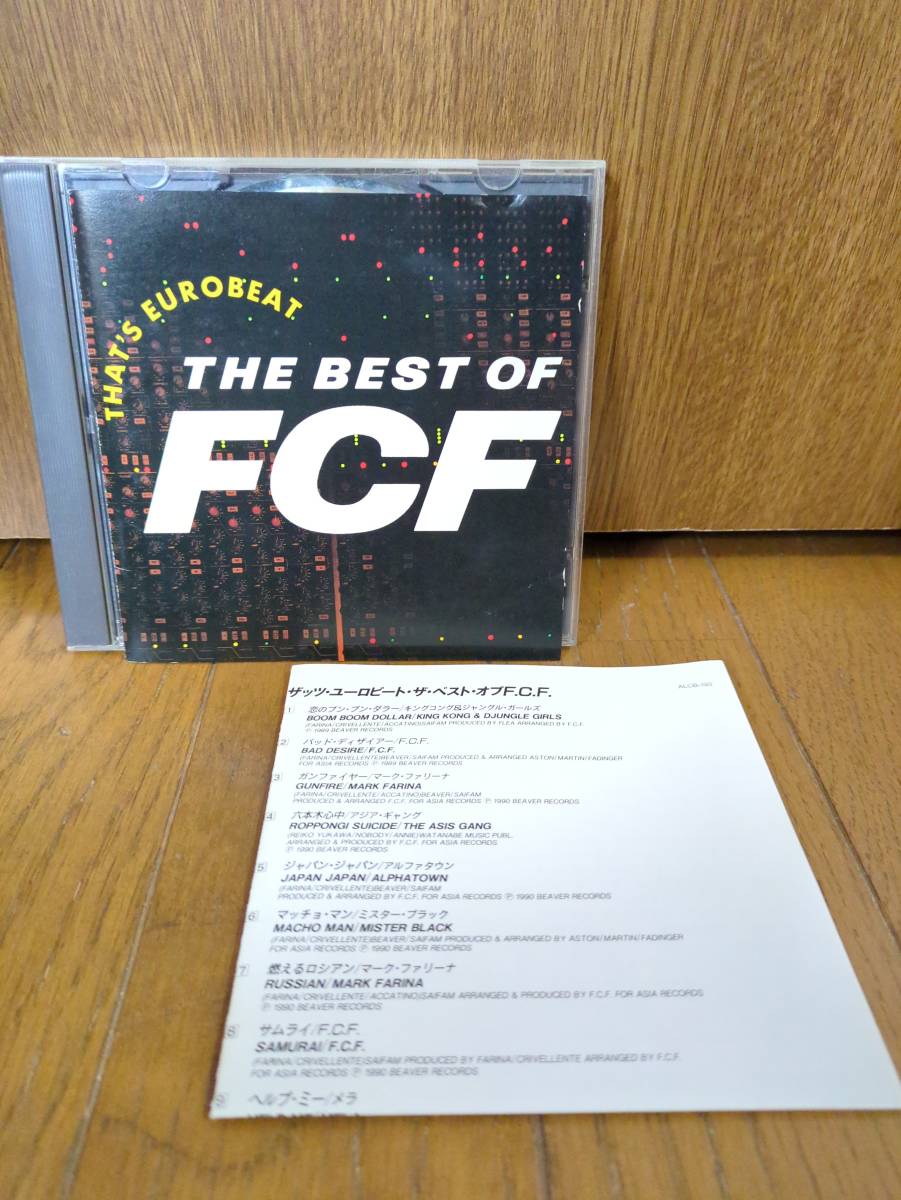 THAT'S EUROBEAT
THE BEST OF
FCF
ザッツ・ユーロビート・ザ・ベスト・オブF.C.F.
1 恋のブン・ブン・ダラー/キングコング&ジャングル・ガールズ
BOOM BOOM DOLLAR/KING KONG & DJUNGLE GIRLS
(FARINA/CRIVELLENTE/ACCATINO)SAIFAM PRODUCED & ARRANGED BY FLEA ARRANGED BY F.C.F.
Ⓟ 1989 BEAVER RECORDS
2 バッド・ディザイアー/F.C.F.
BAD DESIRE/F.C.F.
(FARINA/CRIVELLENTE)BEAVER/SAIFAM PRODUCED & ARRANGED ASTON/MARTIN/FADINGER
FOR ASIA RECORDS Ⓟ 1989 BEAVER RECORDS
3 ガンファイヤー/マーク・ファリーナ
GUNFIRE/MARK FARINA
(FARINA/CRIVELLENTE/ACCATINO)BEAVER/SAIFAM
PRODUCED & ARRANGED F.C.F. FOR ASIA RECORDS Ⓟ 1990 BEAVER RECORDS
4 六本木心中/アジア・ギャング
ROPPONGI SUICIDE/THE ASIS GANG
(REIKO YUKAWA/NOBODY/ANNIE)WATANABE MUSIC PUBL.
ARRANGED & PRODUCED BY F.C.F. FOR ASIA RECORDS
Ⓟ 1990 BEAVER RECORDS
5 ジャパン・ジャパン/アルファタウン
JAPAN JAPAN/ALPHATOWN
(FARINA/CRIVELLENTE)BEAVER/SAIFAM
PRODUCED & ARRANGED BY F.C.F. FOR ASIA RECORDS Ⓟ 1990 BEAVER RECORDS
6 マッチョ・マン/ミスター・ブラック
MACHO MAN/MISTER BLACK
(FARINA/CRIVELLENTE)BEAVER/SAIFAM PRODUCED & ARRANGED BY ASTON/MARTIN/FADINGER
FOR ASIA RECORDS Ⓟ 1990 BEAVER RECORDS
7 燃えるロシアン/マーク・ファリーナ
RUSSIAN/MARK FARINA
(FARINA/CRIVELLENTE/ACCATINO)SAIFAM ARRANGED & PRODUCED BY F.C.F. FOR ASIA RECORDS
Ⓟ 1990 BEAVER RECORDS
8 サムライ/F.C.F.
SAMURAI/F.C.F.
(FARINA/CRIVELLENTE)SAIFAM PRODUCED BY FARINA/CRIVELLENTE ARRANGED BY F.C.F.
FOR ASIA RECORDS Ⓟ 1990 BEAVER RECORDS
9 ヘルプ・ミー/メラ